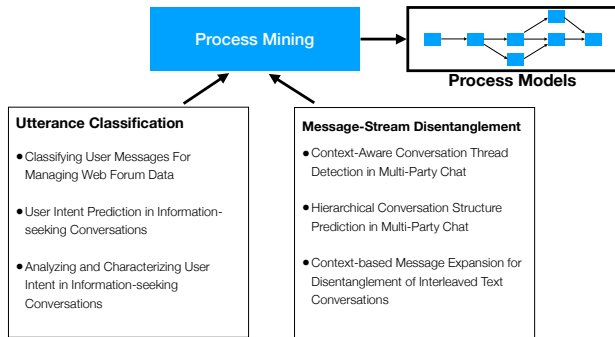 Process Mining
Process Models
Utterance Classification
● Classifying User Messages For
Managing Web Forum Data
● User Intent Prediction in Information-
seeking Conversations
● Analyzing and Characterizing User
Intent in Information-seeking
Conversations
Message-Stream Disentanglement
● Context-Aware Conversation Thread
Detection in Multi-Party Chat
● Hierarchical Conversation Structure
Prediction in Multi-Party Chat
● Context-based Message Expansion for
Disentanglement of Interleaved Text
Conversations